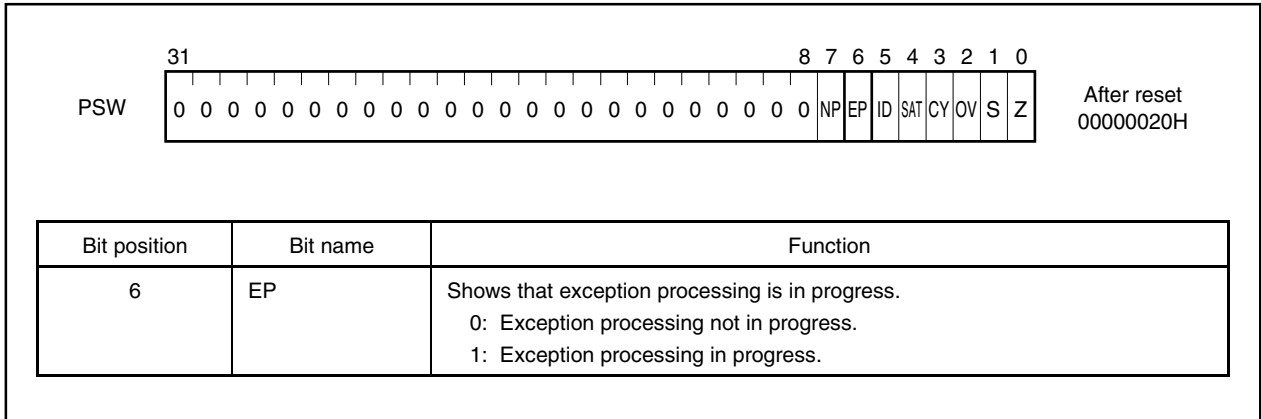 31 8 7 6 5 4 3 2 1 0
PSW 0 0 0 0 0 0 0 0 0 0 0 0 0 0 0 0 0 0 0 0 0 0 0 0 NP EP ID SAT CY OV S Z After reset
00000020H
Bit position Bit name Function
6 EP Shows that exception processing is in progress.
0: Exception processing not in progress.
1: Exception processing in progress.